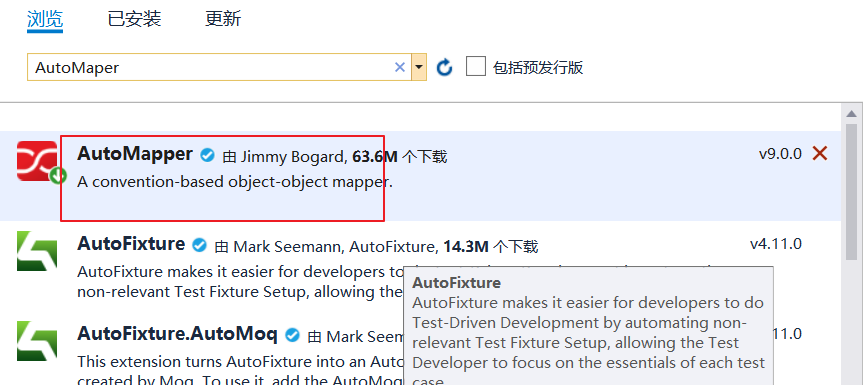 浏览 已安装 更新
AutoMaper
包括预发行版
AutoMapper 由 Jimmy Bogard, 63.6M 个下载 v9.0.0
A convention-based object-object mapper.
AutoFixture 由 Mark Seemann, AutoFixture, 14.3M 个下载 v4.11.0
AutoFixture makes it easier for developers to
non-relevant Test Fixture Setup, allowing the
AutoFixture
AutoFixture makes it easier for developers to do
Test-Driven Development by automating non-
relevant Test Fixture Setup, allowing the Test
Developer to focus on the essentials of each test
case.
AutoFixture.AutoMoq 由 Mark Seem 11.0
This extension turns AutoFixture into an Auto
created by Moq. To use it, add the AutoMoq